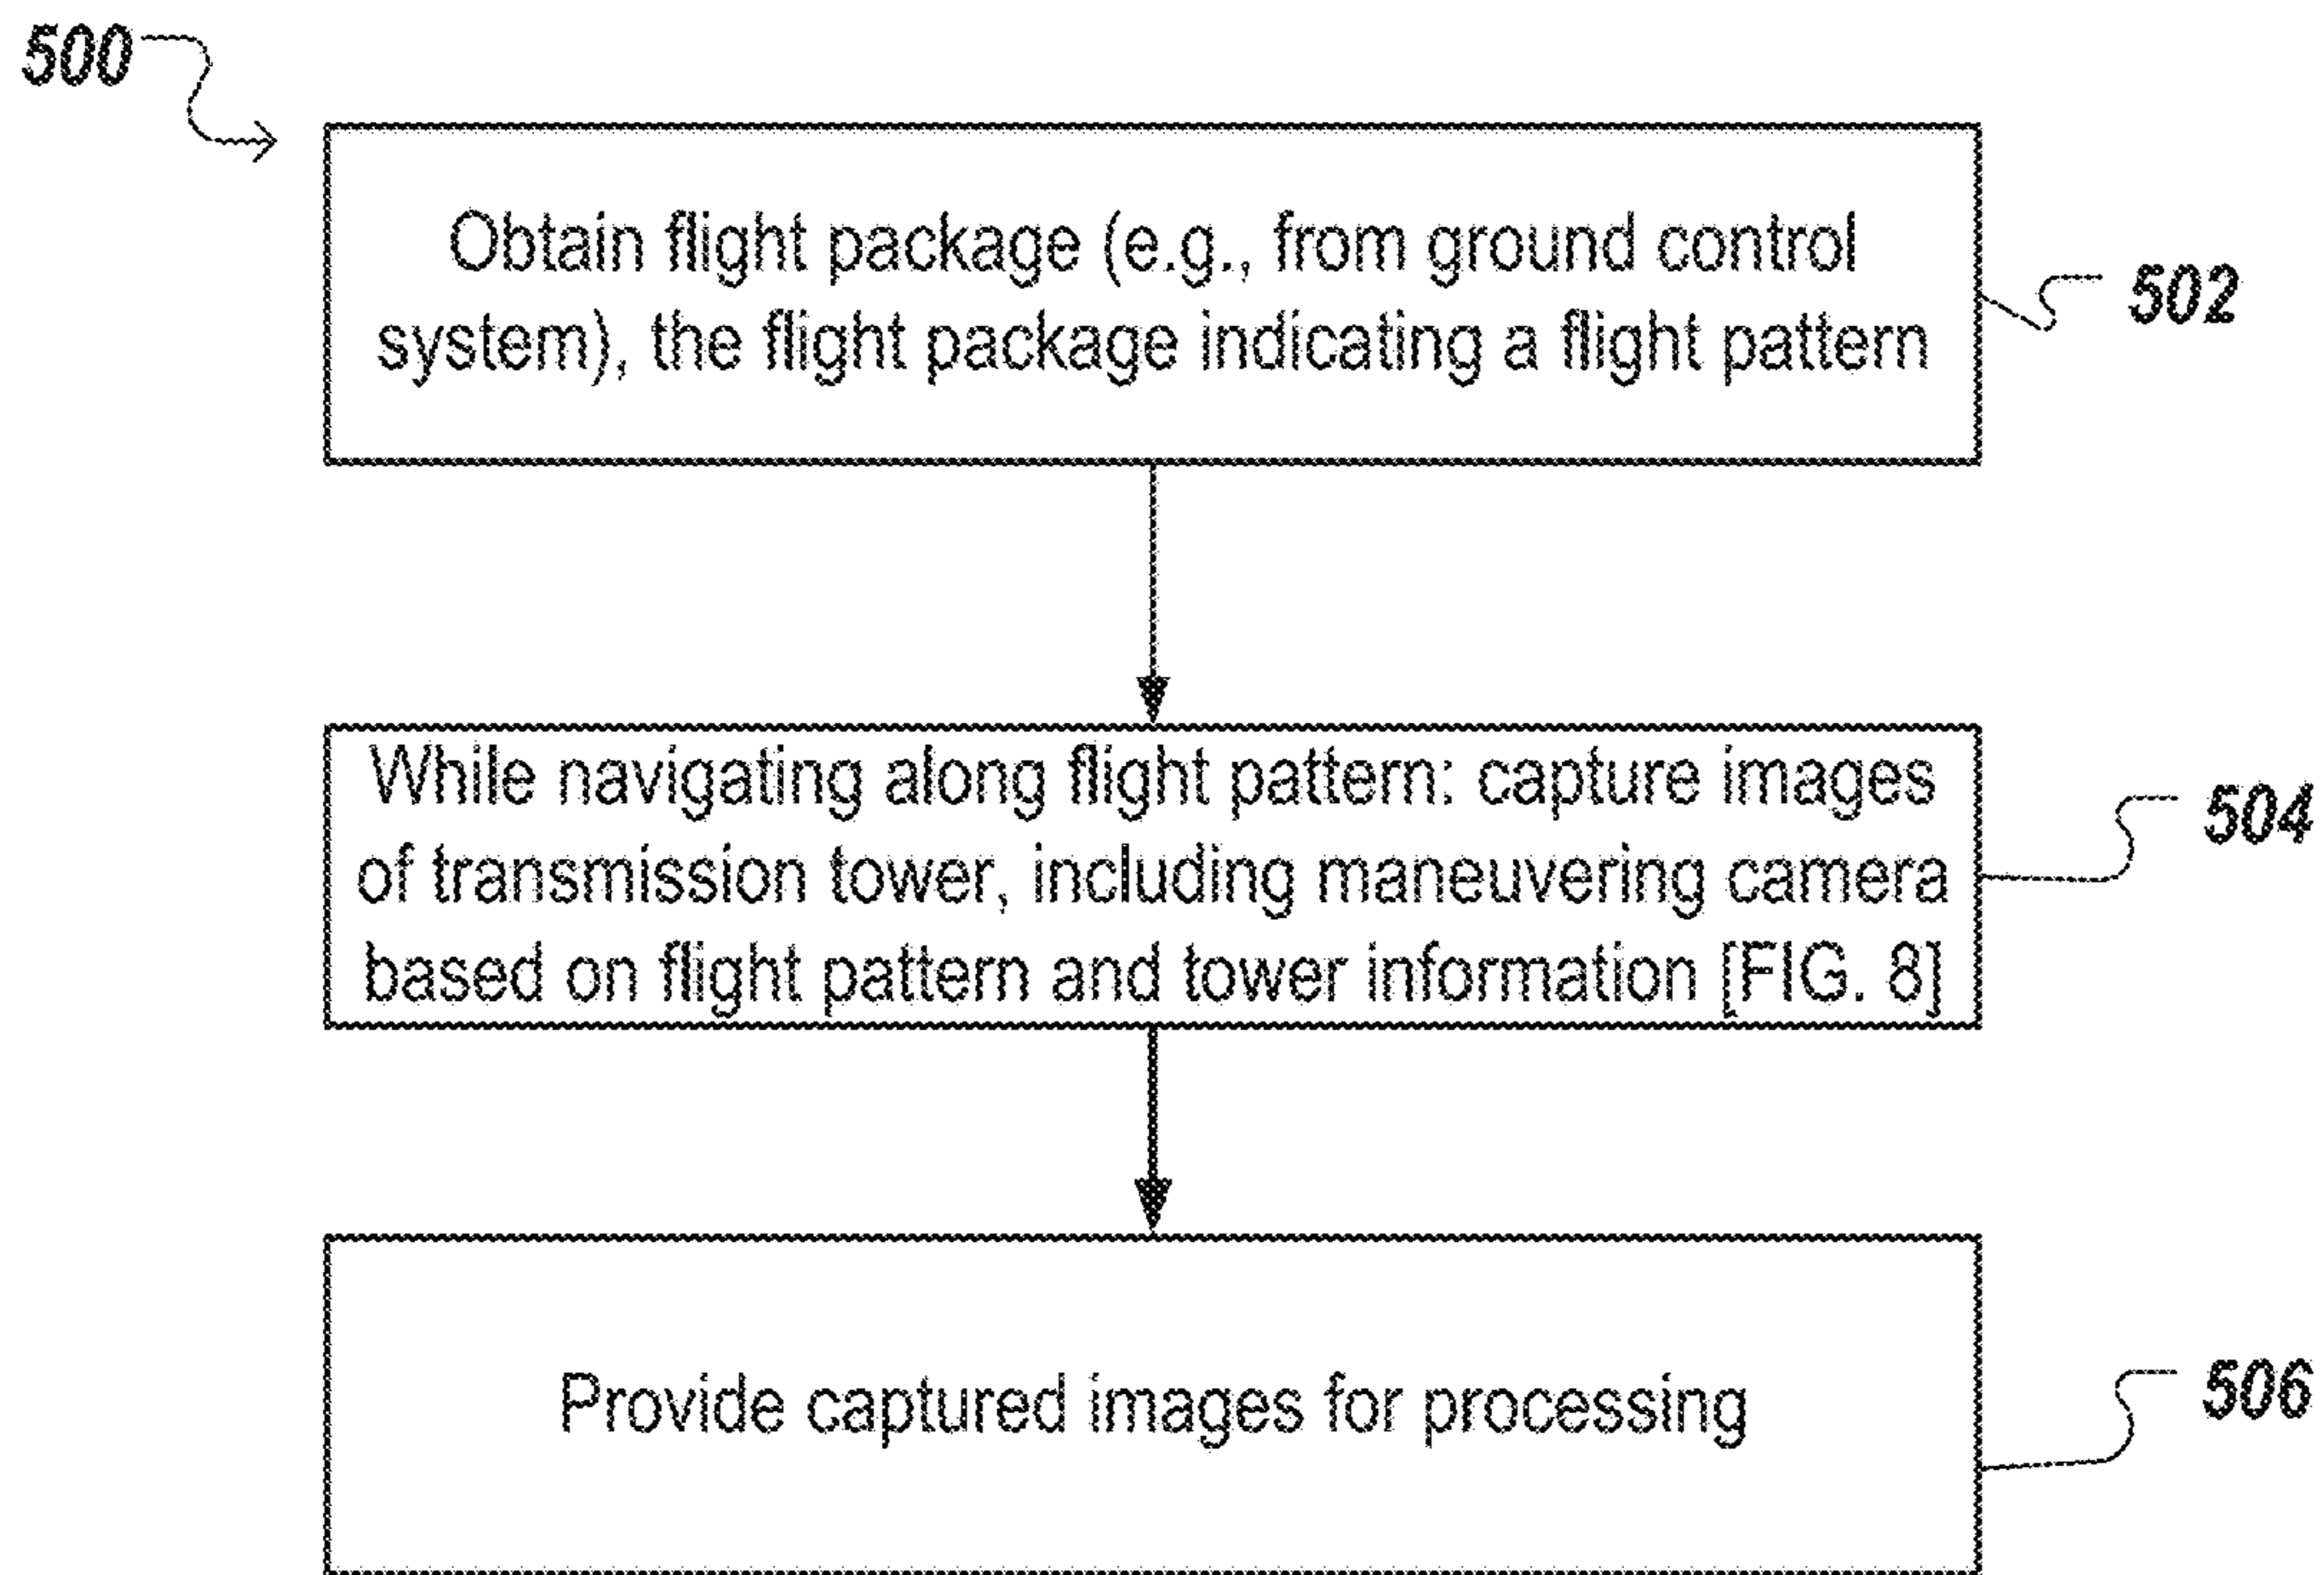 500
Obtain flight package (e.g., from ground control
system), the flight package indicating a flight pattern
502
While navigating along flight pattern: capture images
of transmission tower, including maneuvering camera
based on flight pattern and tower information [FIG. 8]
504
Provide captured images for processing
506